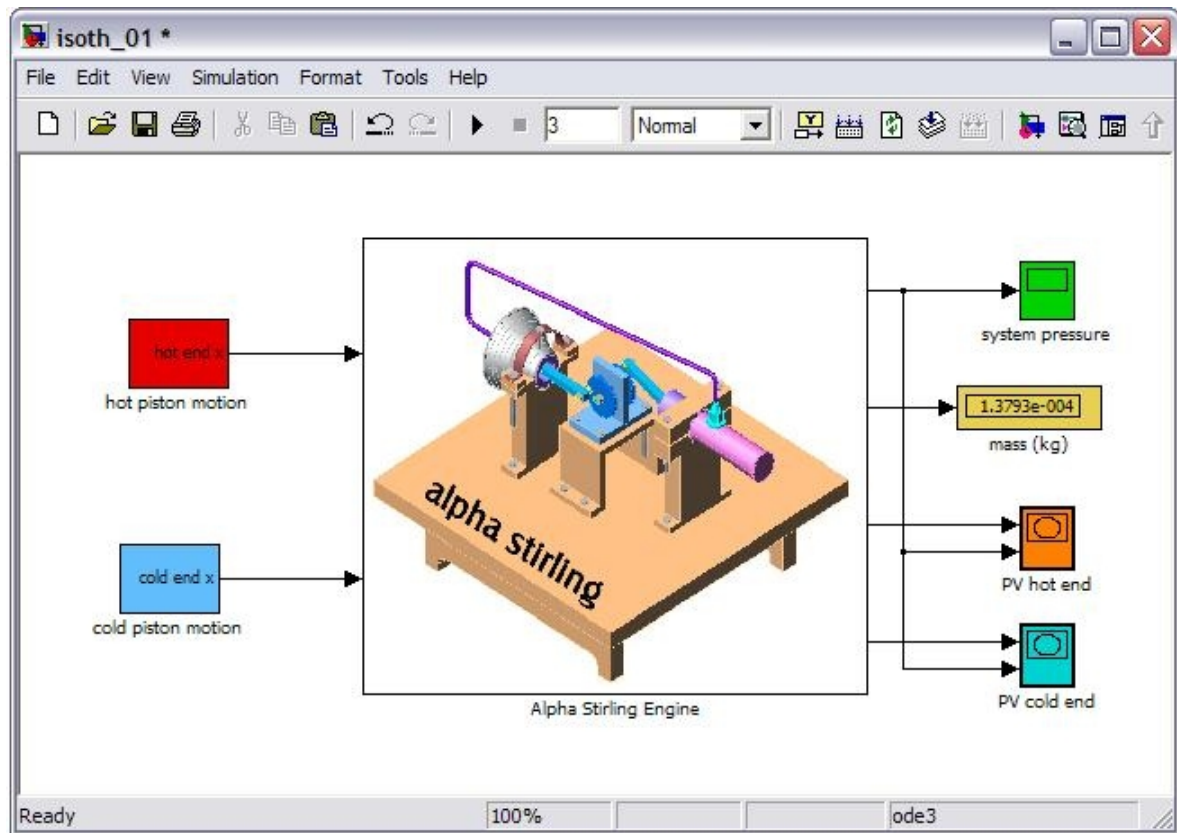 isoth_01 *
File Edit View Simulation Format Tools Help
3 Normal
hot end x
hot piston motion
cold end x
cold piston motion
alpha stirling
Alpha Stirling Engine
system pressure
1.3793e-004
mass (kg)
PV hot end
PV cold end
Ready 100% ode3